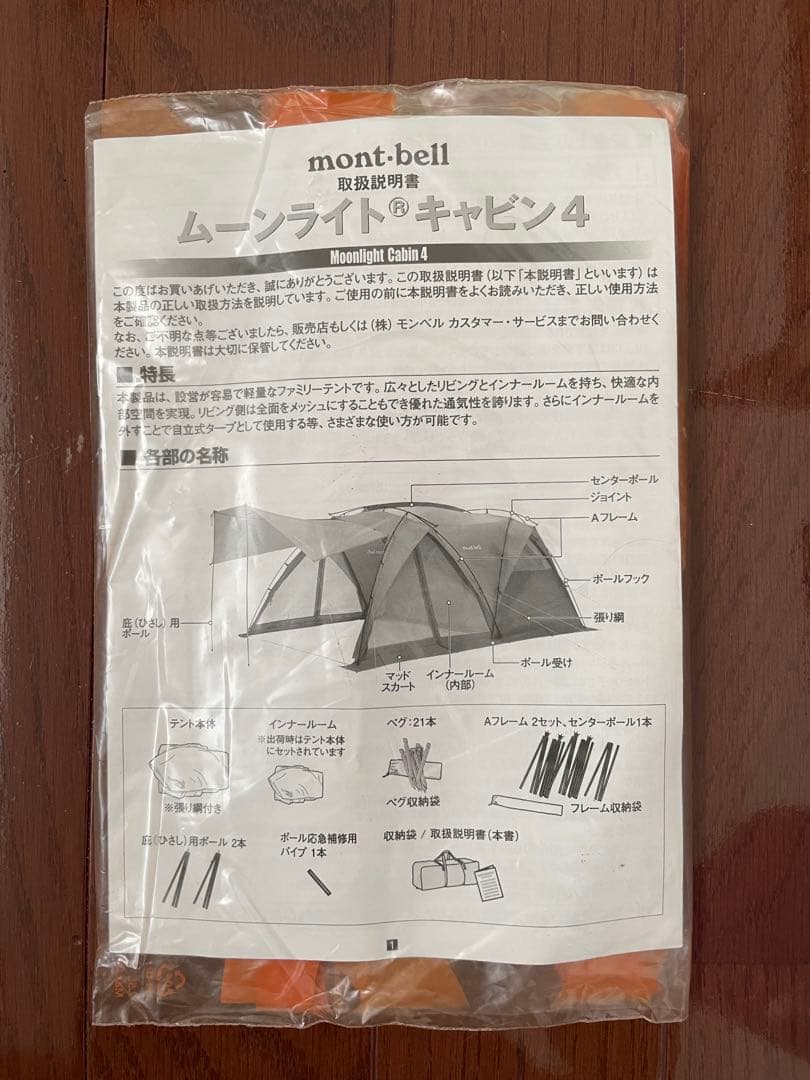 mont·bell
取扱説明書
ムーンライト®キャビン4
Moonlight Cabin 4
この度はお買いあげいただき、誠にありがとうございます。この取扱説明書（以下「本説明書」といいます）は
本製品の正しい取扱方法を説明しています。ご使用の前に本説明書をよくお読みいただき、正しい使用方法
をご確認ください。
なお、ご不明な点等ございましたら、販売店もしくは（株）モンベル カスタマー・サービスまでお問い合わせく
ださい。本説明書は大切に保管してください。
■ 特長
本製品は、設営が容易で軽量なファミリーテントです。広々としたリビングとインナールームを持ち、快適な内
部空間を実現。リビング側は全面をメッシュにすることもでき優れた通気性を誇ります。さらにインナールームを
外すことで自立式タープとして使用する等、さまざまな使い方が可能です。
■ 各部の名称
センターポール
ジョイント
Aフレーム
mont-bell
ポールフック
張り綱
庇（ひさし）用
ポール
ポール受け
マッド
スカート
インナールーム
（内部）
テント本体
※張り綱付き
インナールーム
※出荷時はテント本体
にセットされています
ペグ：21本
ペグ収納袋
Aフレーム 2セット、センターポール1本
フレーム収納袋
庇（ひさし）用ポール 2本
ポール応急補修用
パイプ 1本
収納袋 / 取扱説明書（本書）
1